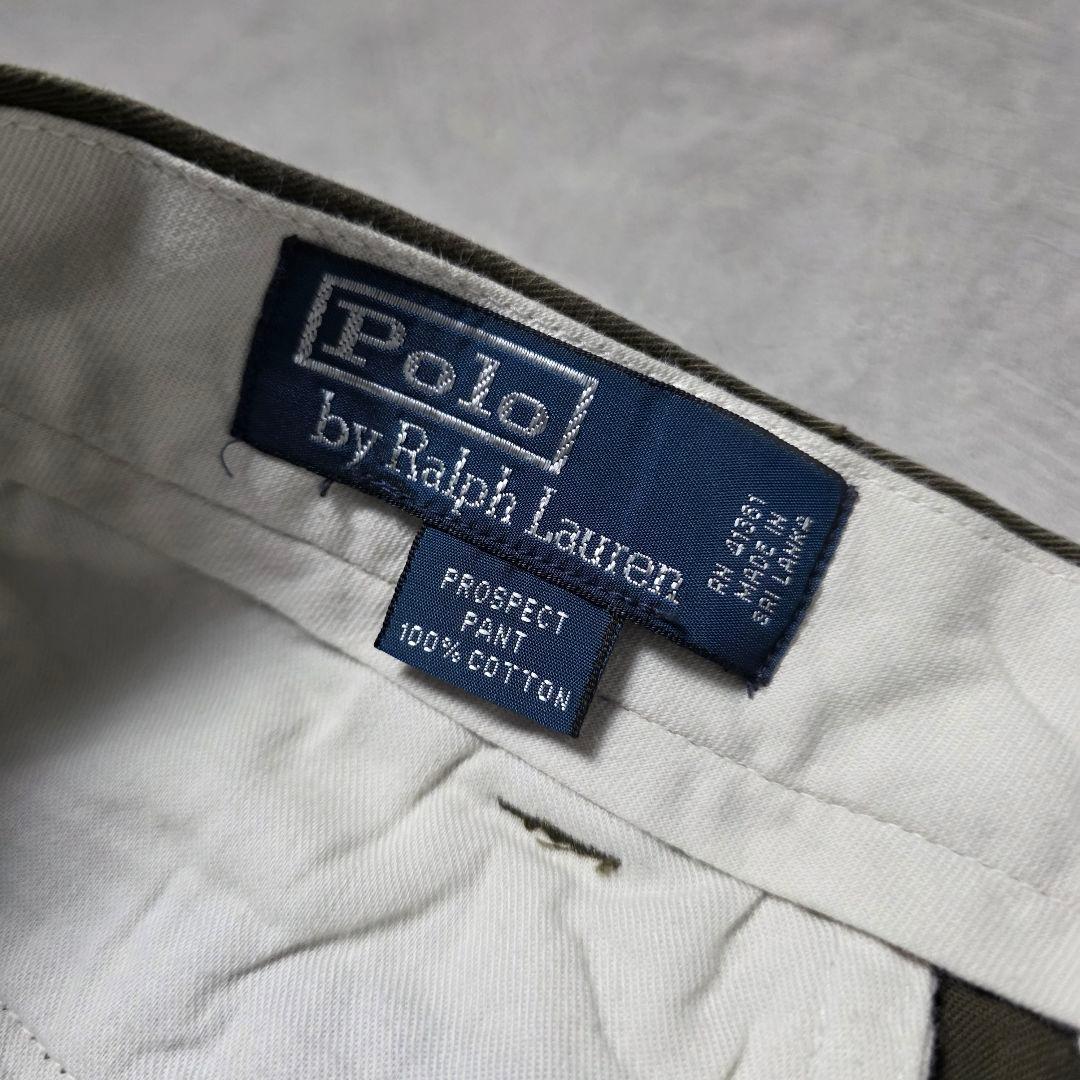 Polo
by Ralph Lauren
RN 41381
MADE IN
SRI LANKA
PROSPECT
PANT
100% COTTON